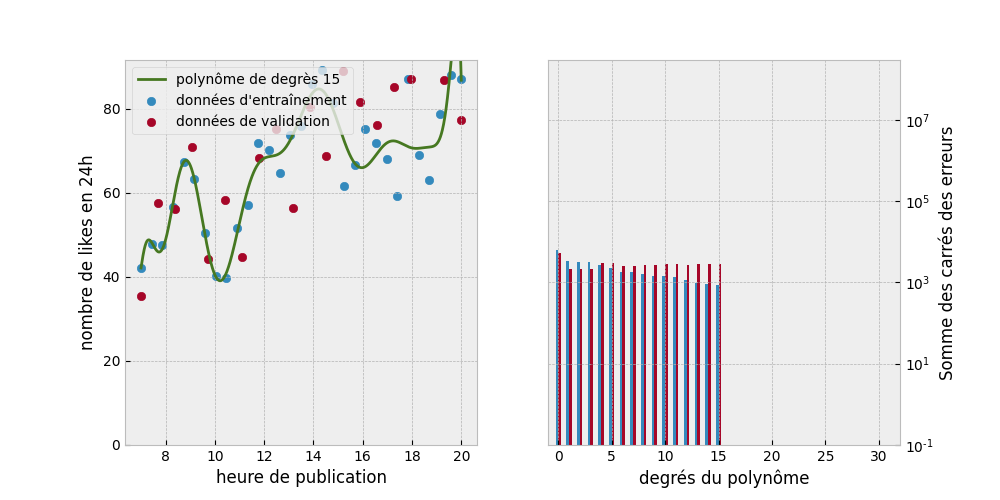 polynôme de degrès 15
données d'entraînement
données de validation
nombre de likes en 24h
80
60
40
20
0
8 10 12 14 16 18 20
heure de publication
10^7
10^5
10^3
10^1
10^-1
Somme des carrés des erreurs
0 5 10 15 20 25 30
degrés du polynôme